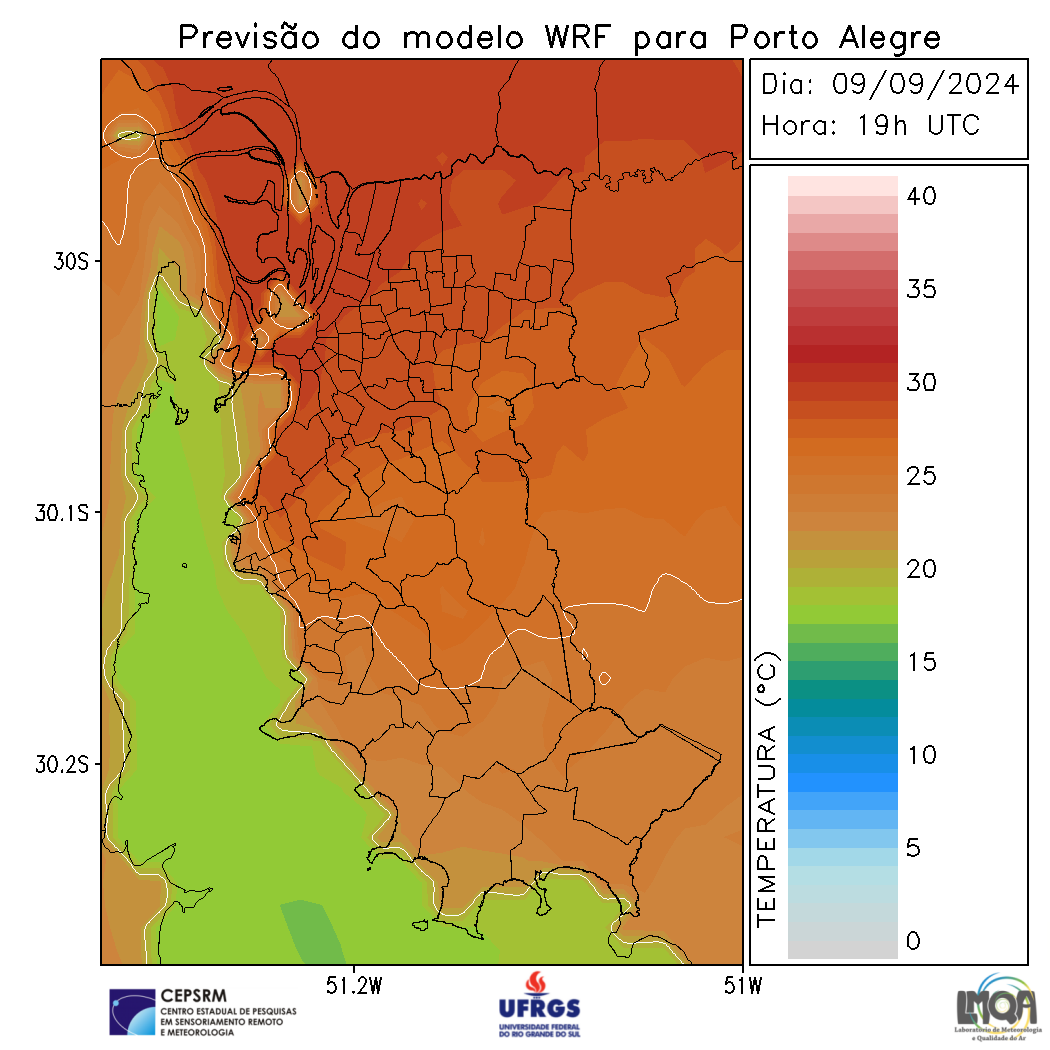 Previsão do modelo WRF para Porto Alegre
Dia: 09/09/2024
Hora: 19h UTC
30S
30.1S
30.2S
51.2W
51W
TEMPERATURA (°C)
40
35
30
25
20
15
10
5
0
CEPSRM
CENTRO ESTADUAL DE PESQUISAS
EM SENSORIAMENTO REMOTO
E METEOROLOGIA
UFRGS
UNIVERSIDADE FEDERAL
DO RIO GRANDE DO SUL
LMQA
Laboratório de Meteorologia
e Qualidade do Ar